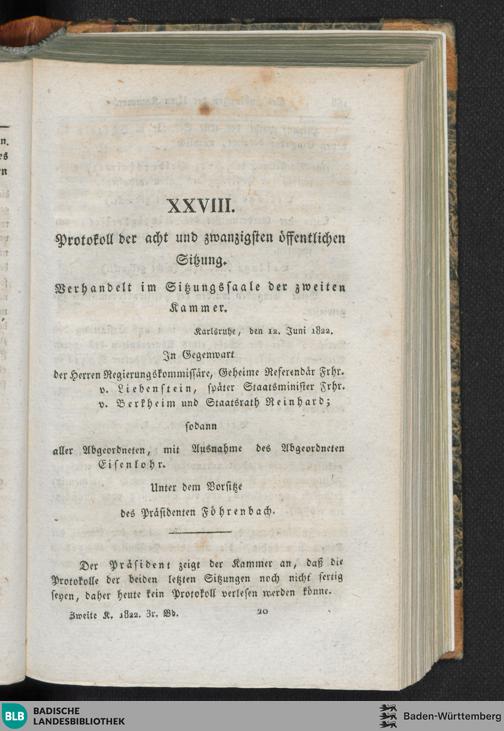 XXVIII.
Protokoll der acht und zwanzigsten öffentlichen
Sitzung.
Verhandelt im Sitzungssaale der zweiten
Kammer.
Karlsruhe, den 12. Juni 1822.
In Gegenwart
der Herren Regierungskommissäre, Geheime Referendär Frhr.
v. Liebenstein, später Staatsminister Frhr.
v. Berkheim und Staatsrath Reinhard;
sodann
aller Abgeordneten, mit Ausnahme des Abgeordneten
Eisenlohr.
Unter dem Vorsitze
des Präsidenten Föhrenbach.
Der Präsident zeigt der Kammer an, daß die
Protokolle der beiden letzten Sitzungen noch nicht fertig
seyen, daher heute kein Protokoll verlesen werden könne.
Zweite K. 1822. 3r. Bd. 20
BLB BADISCHE
LANDESBIBLIOTHEK
Baden-Württemberg